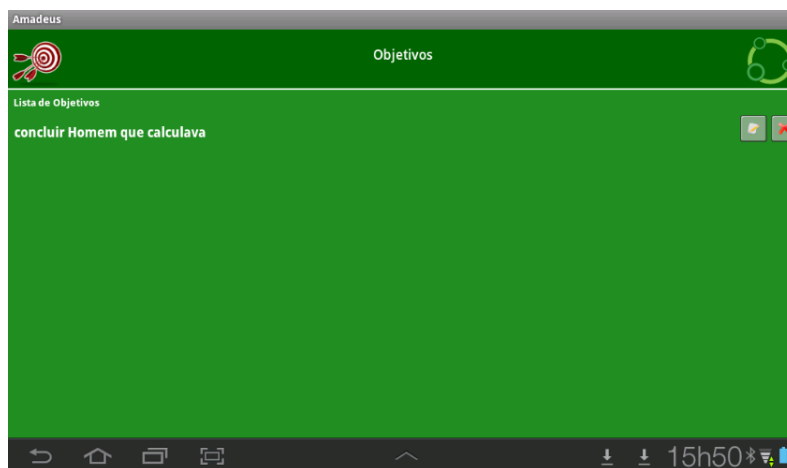 Amadeus
Objetivos
Lista de Objetivos
concluir Homem que calculava
15h50